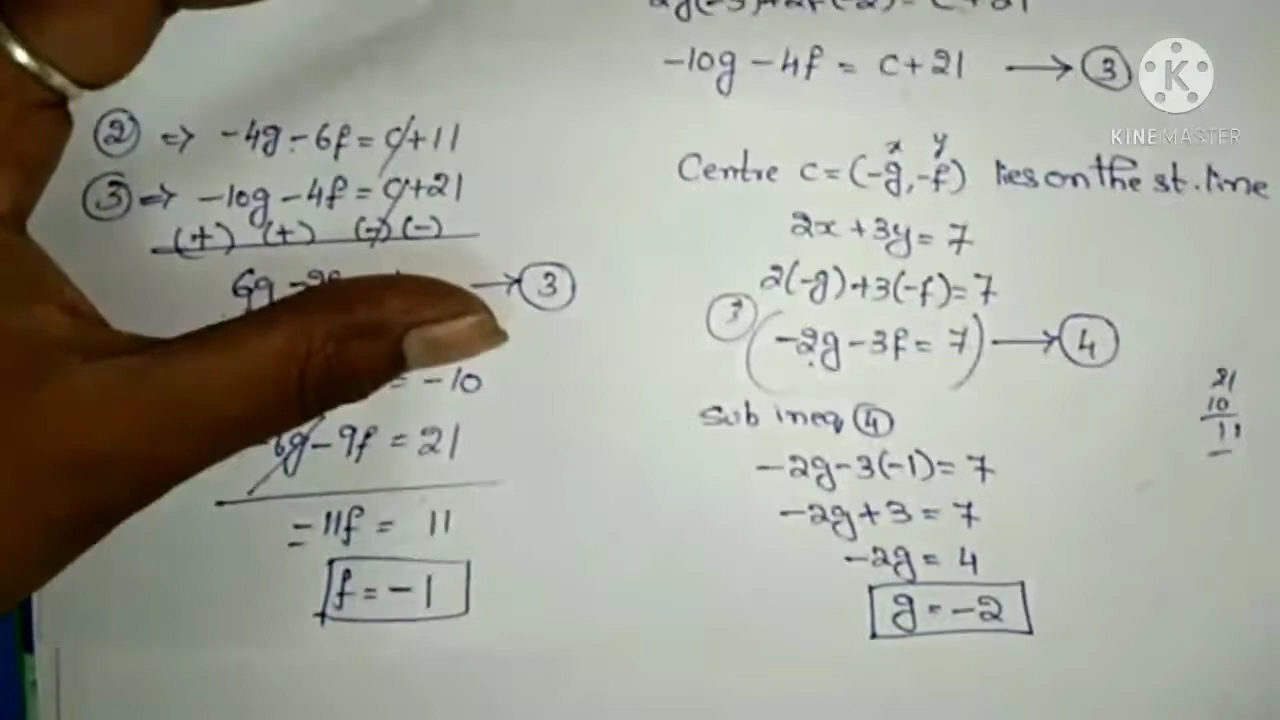 -10g - 4f = c + 21 → ③
KINEMASTER
② ⇒ -4g - 6f = c + 11
③ ⇒ -10g - 4f = c + 21
(+) (+) (-) (-)
6g → ③
= -10
6g - 9f = 21
-11f = 11
f = -1
Centre c = (-g, -f) lies on the st. line
x y
2x + 3y = 7
2(-g) + 3(-f) = 7
(-2g - 3f = 7) → ④
Sub in eq ④
-2g - 3(-1) = 7
-2g + 3 = 7
-2g = 4
g = -2
21
10
11